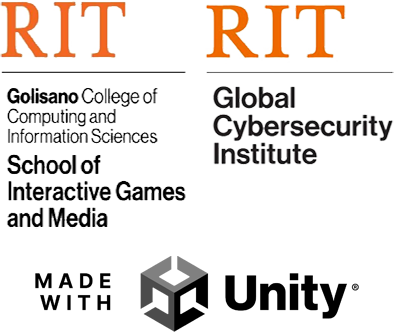 RIT
Golisano College of
Computing and
Information Sciences
School of
Interactive Games
and Media
RIT
Global
Cybersecurity
Institute
MADE
WITH
Unity®